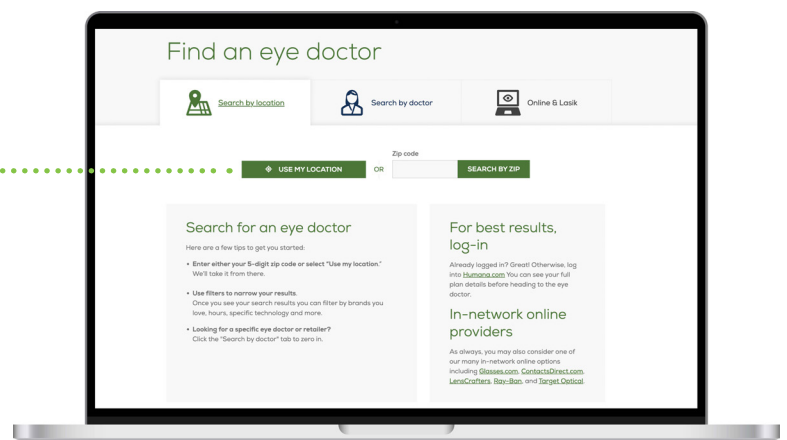 Find an eye doctor
Search by location
Search by doctor
Online & Lasik
Zip code
USE MY LOCATION
OR
SEARCH BY ZIP
Search for an eye doctor
Here are a few tips to get you started:
• Enter either your 5-digit zip code or select "Use my location."
We'll take it from there.
• Use filters to narrow your results.
Once you see your search results you can filter by brands you
love, hours, specific technology and more.
• Looking for a specific eye doctor or retailer?
Click the "Search by doctor" tab to zero in.
For best results,
log-in
Already logged in? Great! Otherwise, log
into Humana.com You can see your full
plan details before heading to the eye
doctor.
In-network online
providers
As always, you may also consider one of
our many in-network online options
including Glasses.com, ContactsDirect.com,
LensCrafters, Ray-Ban, and Target Optical.